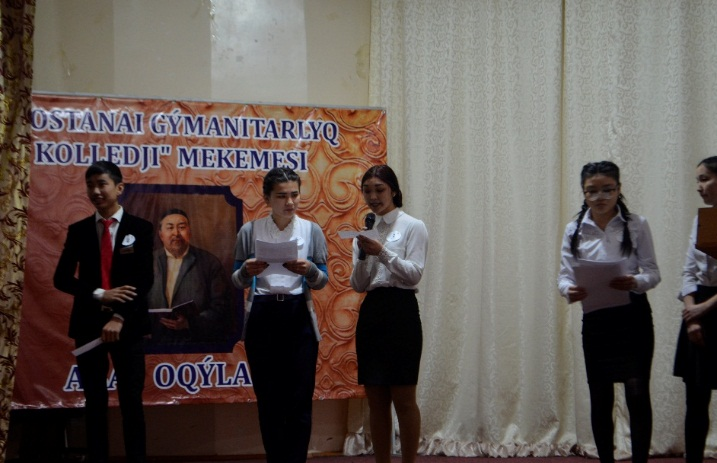 OSTANAI GÝMANITARLYQ
KOLLEDJI" MEKEMESI
OQÝLA